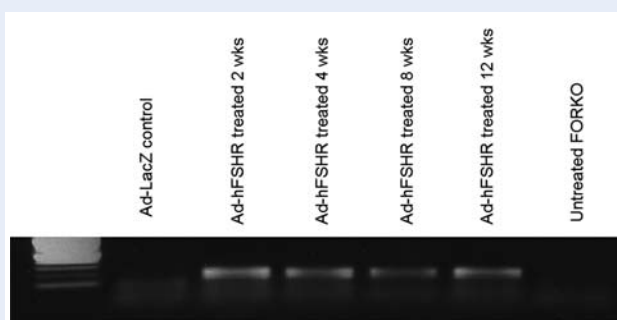 Ad-LacZ control
Ad-hFSHR treated 2 wks
Ad-hFSHR treated 4 wks
Ad-hFSHR treated 8 wks
Ad-hFSHR treated 12 wks
Untreated FORKO